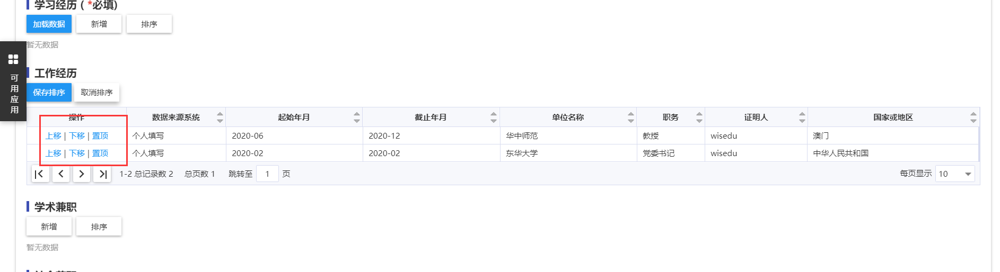 学习经历 ( *必填)
加载数据 新增 排序
暂无数据
可用应用
工作经历
保存排序 取消排序
操作 数据来源系统 起始年月 截止年月 单位名称 职务 证明人 国家或地区
上移 | 下移 | 置顶 个人填写 2020-06 2020-12 华中师范 教授 wisedu 澳门
上移 | 下移 | 置顶 个人填写 2020-02 2020-02 东华大学 党委书记 wisedu 中华人民共和国
1-2 总记录数 2 总页数 1 跳转至 1 页 每页显示 10
学术兼职
新增 排序
暂无数据